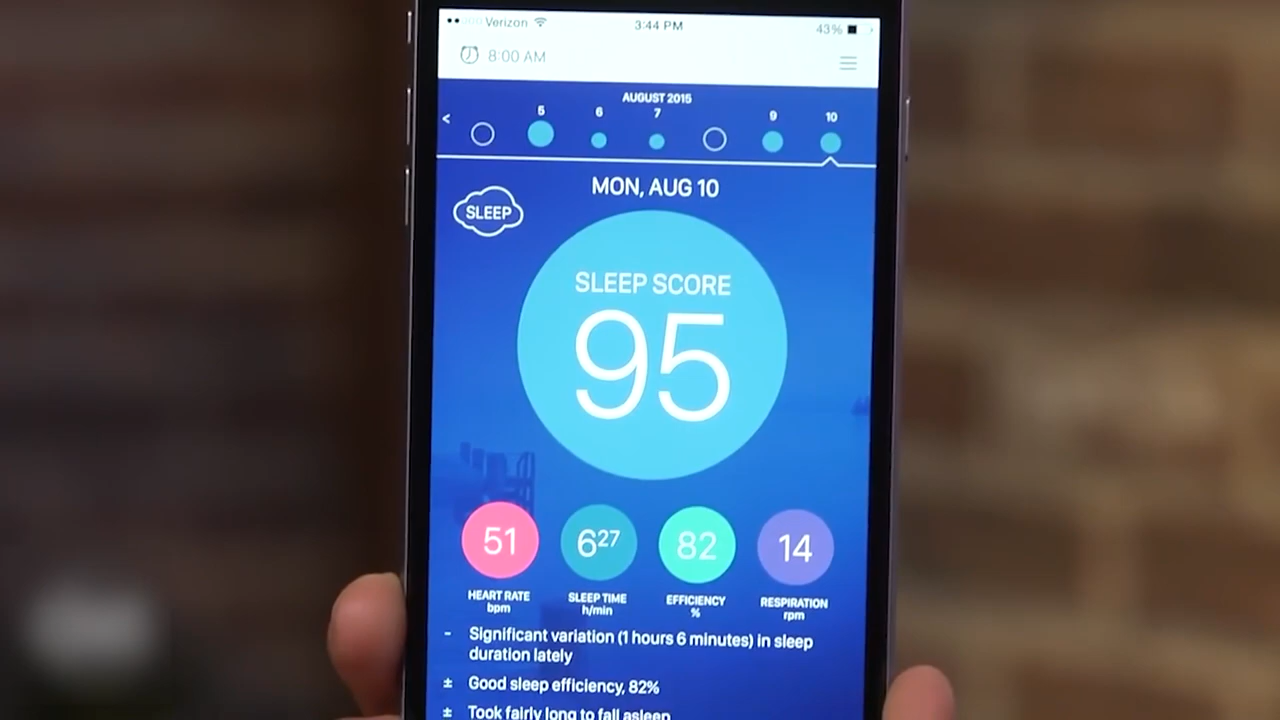 Verizon 3:44 PM 43%
8:00 AM
AUGUST 2015
< 5 6 7 9 10
MON, AUG 10
SLEEP
SLEEP SCORE
95
51 6²⁷ 82 14
HEART RATE SLEEP TIME EFFICIENCY RESPIRATION
bpm h/min % rpm
- Significant variation (1 hours 6 minutes) in sleep
duration lately
± Good sleep efficiency, 82%
± Took fairly long to fall asleep